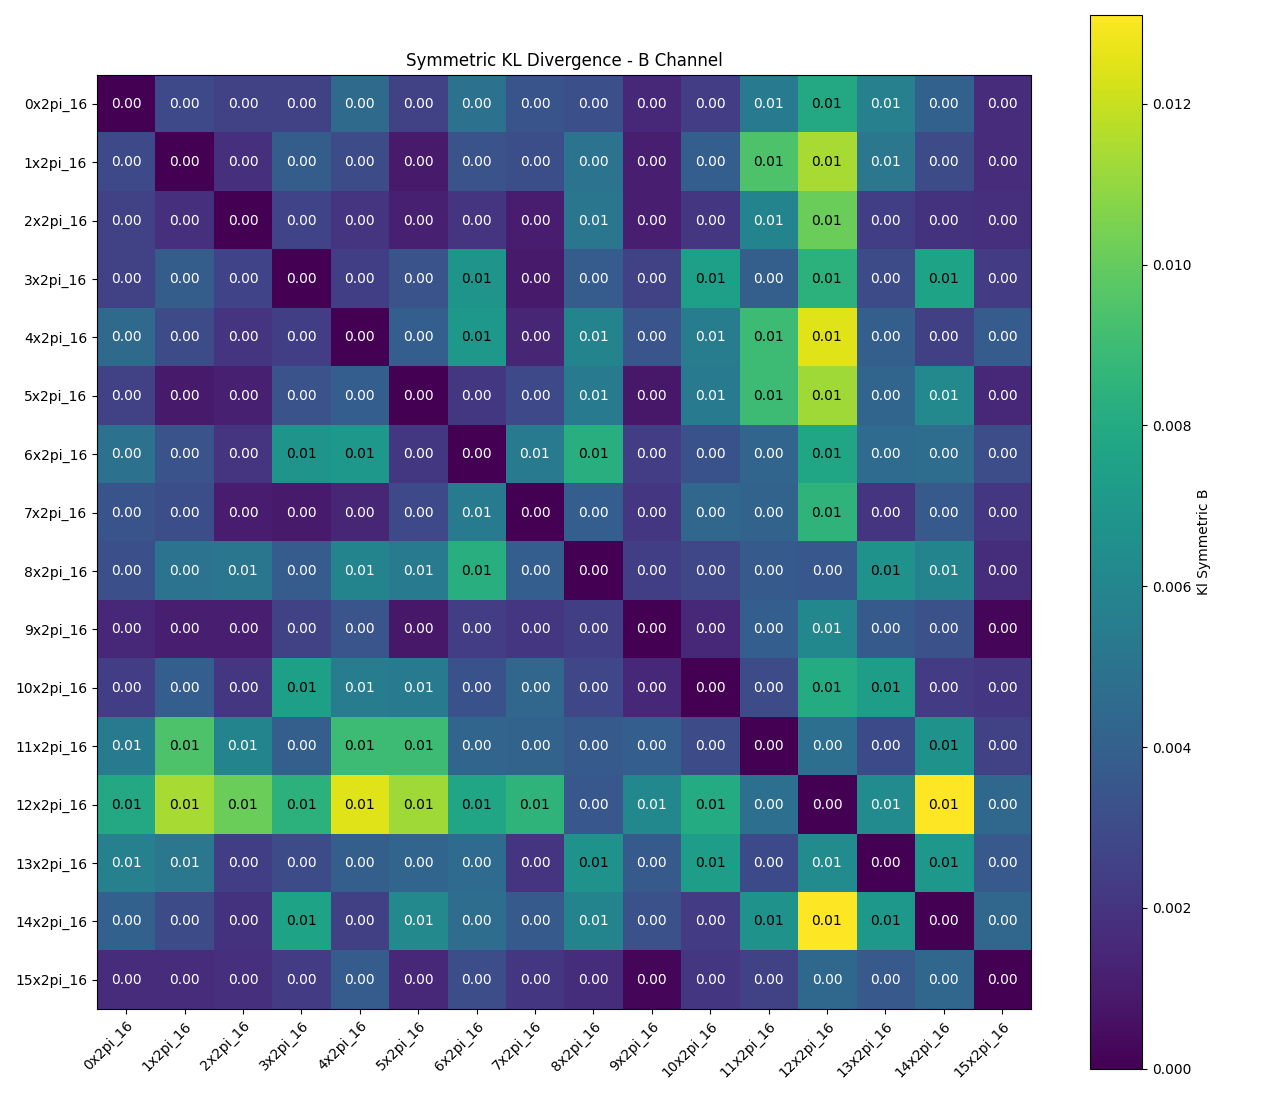 Symmetric KL Divergence - B Channel
0x2pi_16 0.00 0.00 0.00 0.00 0.00 0.00 0.00 0.00 0.00 0.00 0.00 0.01 0.01 0.01 0.00 0.00
1x2pi_16 0.00 0.00 0.00 0.00 0.00 0.00 0.00 0.00 0.00 0.00 0.00 0.01 0.01 0.01 0.00 0.00
2x2pi_16 0.00 0.00 0.00 0.00 0.00 0.00 0.00 0.00 0.01 0.00 0.00 0.01 0.01 0.00 0.00 0.00
3x2pi_16 0.00 0.00 0.00 0.00 0.00 0.00 0.01 0.00 0.00 0.00 0.01 0.00 0.01 0.00 0.01 0.00
4x2pi_16 0.00 0.00 0.00 0.00 0.00 0.00 0.01 0.00 0.01 0.00 0.01 0.01 0.01 0.00 0.00 0.00
5x2pi_16 0.00 0.00 0.00 0.00 0.00 0.00 0.00 0.00 0.01 0.00 0.01 0.01 0.01 0.00 0.01 0.00
6x2pi_16 0.00 0.00 0.00 0.01 0.01 0.00 0.00 0.01 0.01 0.00 0.00 0.00 0.01 0.00 0.00 0.00
7x2pi_16 0.00 0.00 0.00 0.00 0.00 0.00 0.01 0.00 0.00 0.00 0.00 0.00 0.01 0.00 0.00 0.00
8x2pi_16 0.00 0.00 0.01 0.00 0.01 0.01 0.01 0.00 0.00 0.00 0.00 0.00 0.00 0.01 0.01 0.00
9x2pi_16 0.00 0.00 0.00 0.00 0.00 0.00 0.00 0.00 0.00 0.00 0.00 0.00 0.01 0.00 0.00 0.00
10x2pi_16 0.00 0.00 0.00 0.01 0.01 0.01 0.00 0.00 0.00 0.00 0.00 0.00 0.01 0.01 0.00 0.00
11x2pi_16 0.01 0.01 0.01 0.00 0.01 0.01 0.00 0.00 0.00 0.00 0.00 0.00 0.00 0.00 0.01 0.00
12x2pi_16 0.01 0.01 0.01 0.01 0.01 0.01 0.01 0.01 0.00 0.01 0.01 0.00 0.00 0.01 0.01 0.00
13x2pi_16 0.01 0.01 0.00 0.00 0.00 0.00 0.00 0.00 0.01 0.00 0.01 0.00 0.01 0.00 0.01 0.00
14x2pi_16 0.00 0.00 0.00 0.01 0.00 0.01 0.00 0.00 0.01 0.00 0.00 0.01 0.01 0.01 0.00 0.00
15x2pi_16 0.00 0.00 0.00 0.00 0.00 0.00 0.00 0.00 0.00 0.00 0.00 0.00 0.00 0.00 0.00 0.00
0x2pi_16 1x2pi_16 2x2pi_16 3x2pi_16 4x2pi_16 5x2pi_16 6x2pi_16 7x2pi_16 8x2pi_16 9x2pi_16 10x2pi_16 11x2pi_16 12x2pi_16 13x2pi_16 14x2pi_16 15x2pi_16
0.012
0.010
0.008
0.006
0.004
0.002
0.000
Kl Symmetric B